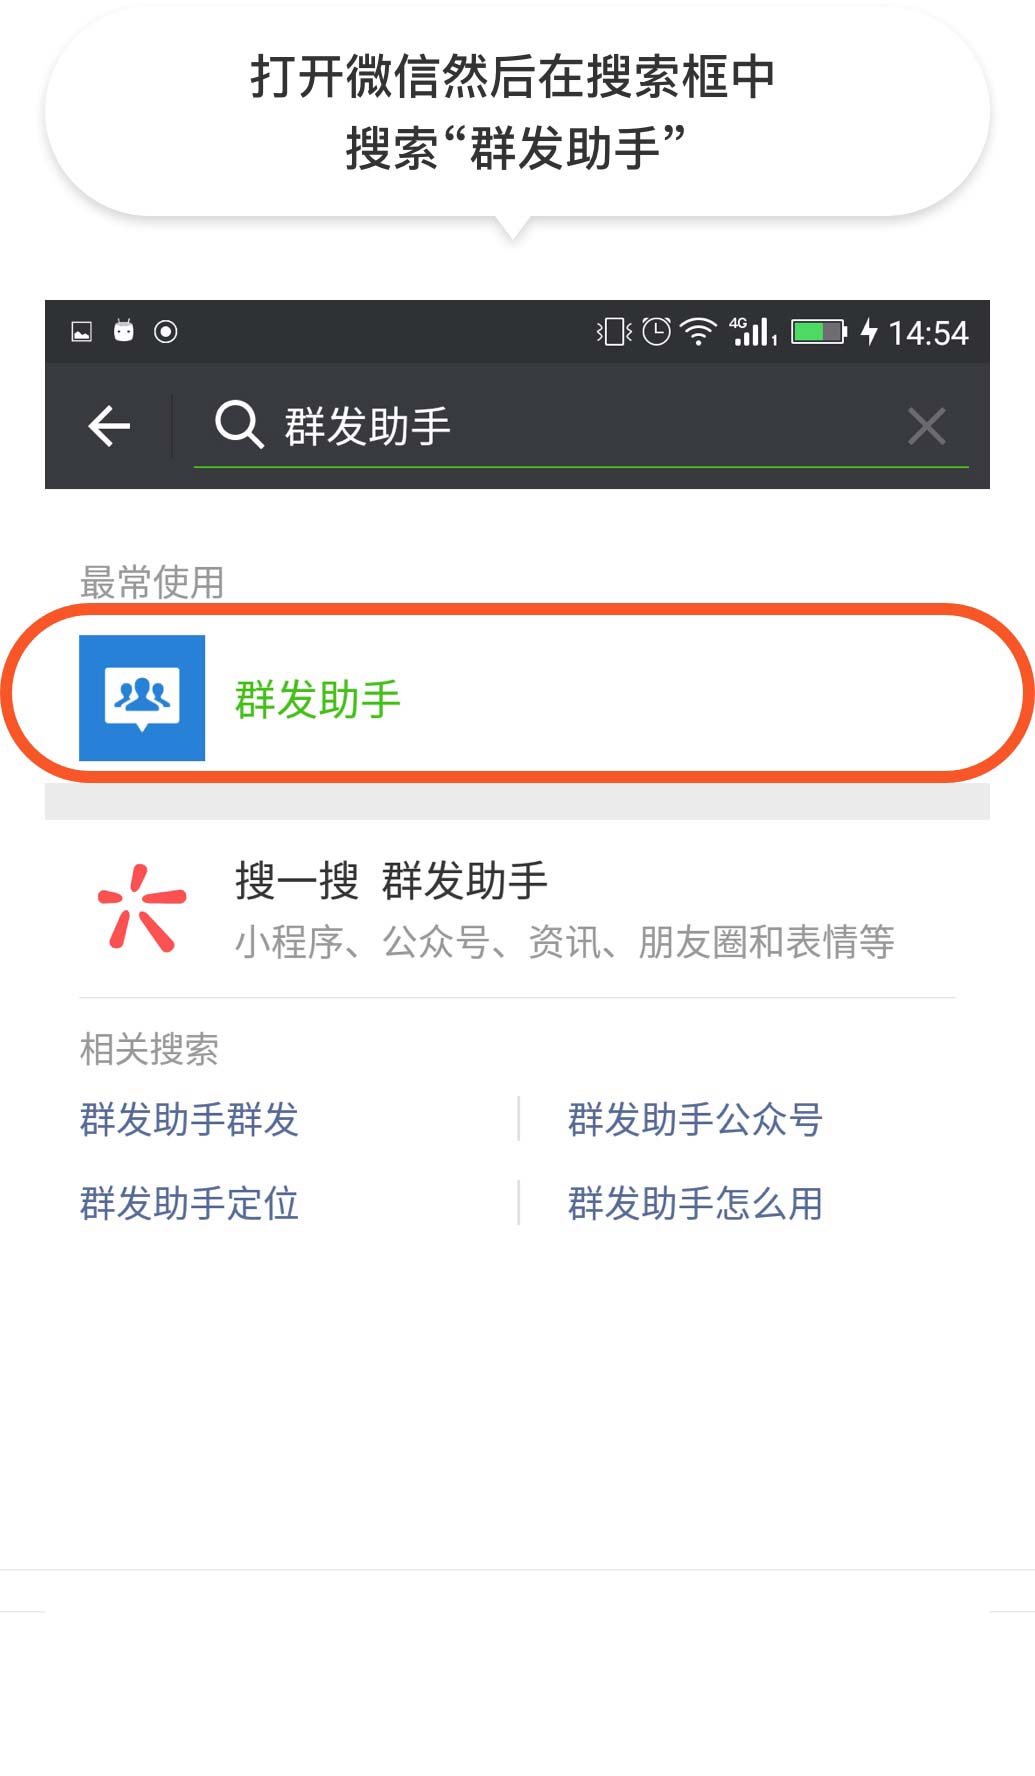 打开微信然后在搜索框中
搜索“群发助手”
4G 1 14:54
群发助手
最常使用
群发助手
搜一搜 群发助手
小程序、公众号、资讯、朋友圈和表情等
相关搜索
群发助手群发
群发助手公众号
群发助手定位
群发助手怎么用